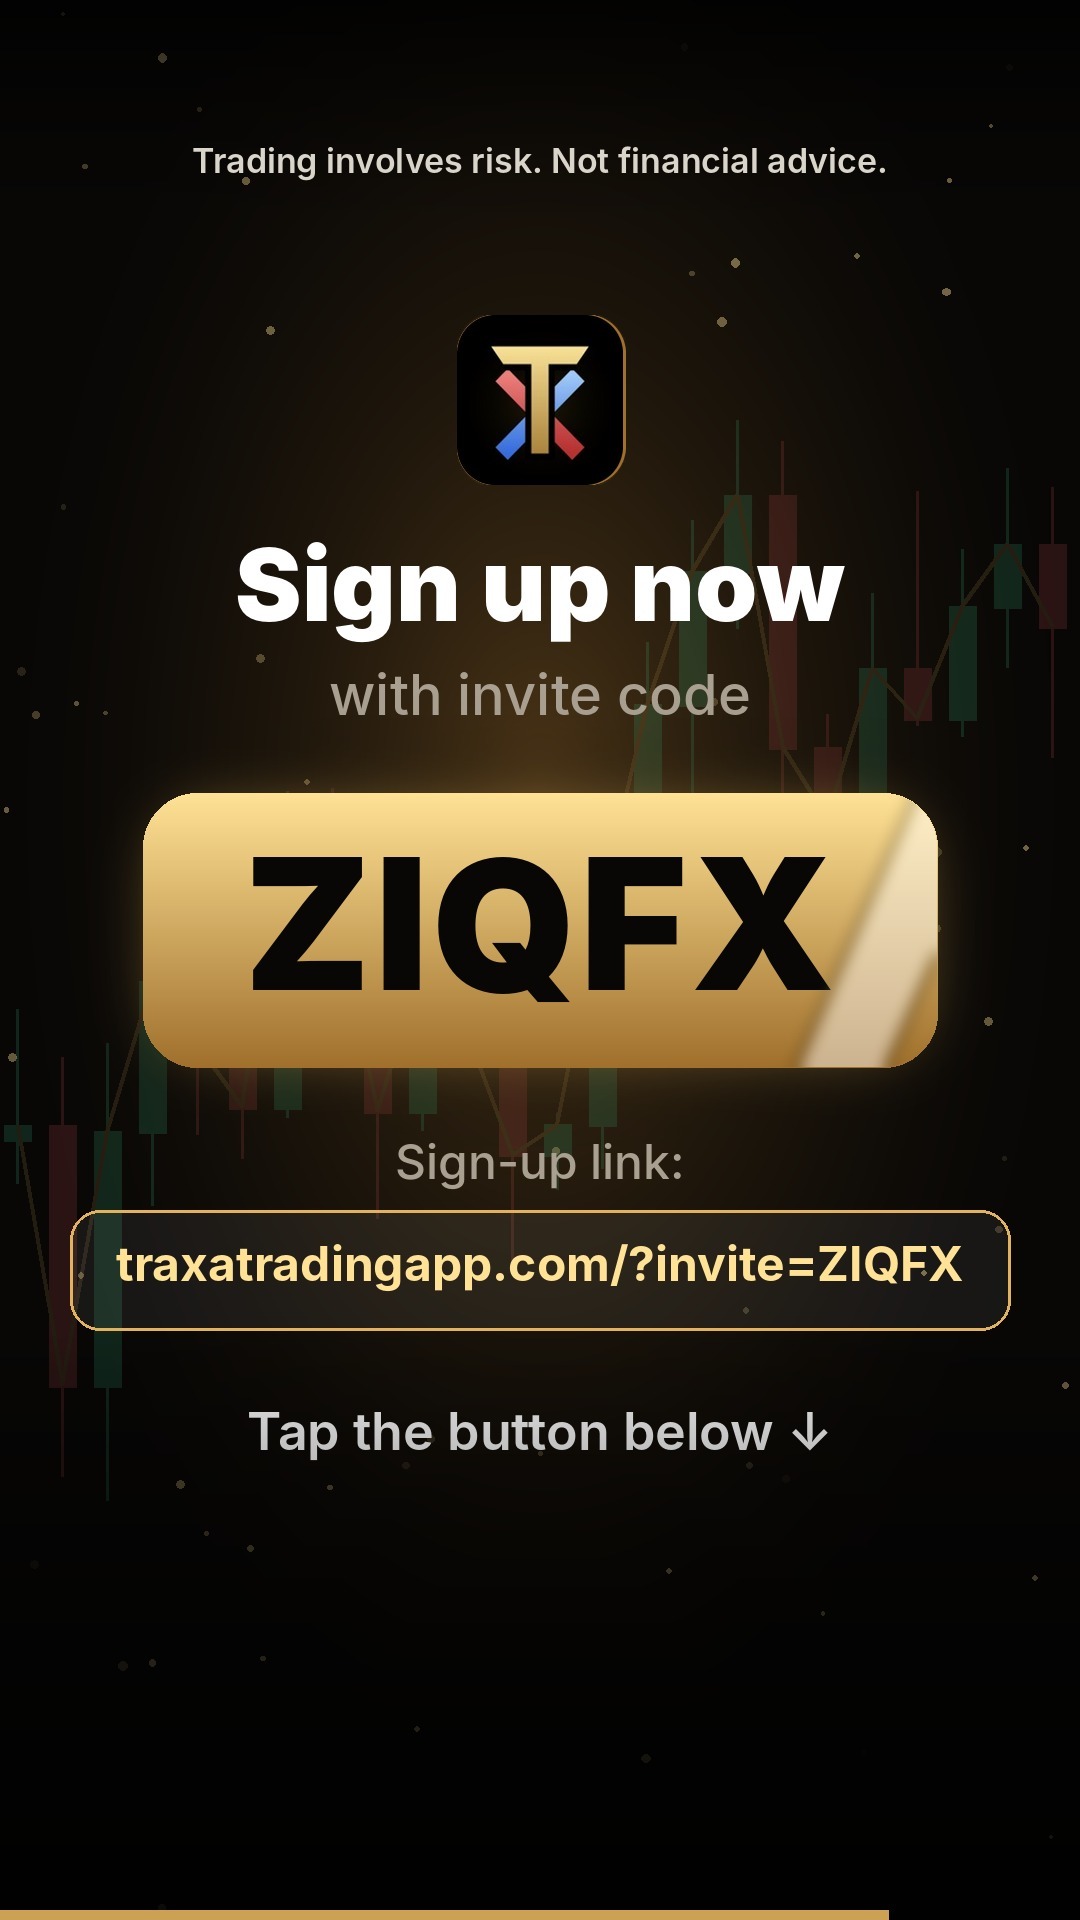 Trading involves risk. Not financial advice.
Sign up now
with invite code
ZIQFX
Sign-up link:
traxatradingapp.com/?invite=ZIQFX
Tap the button below ↓